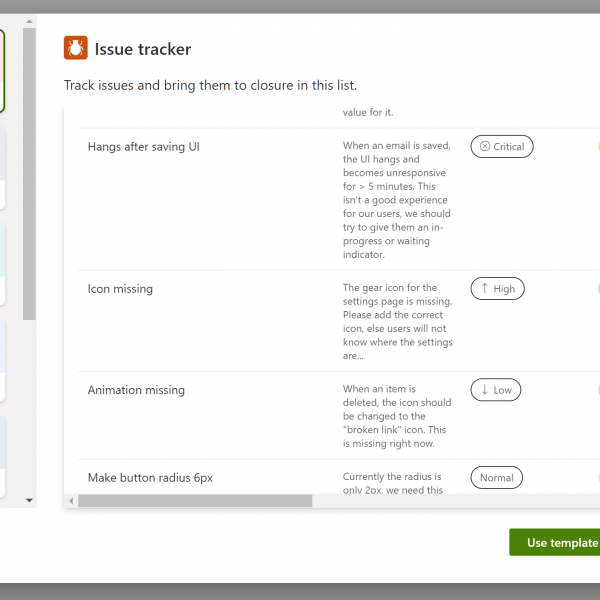 Issue tracker
Track issues and bring them to closure in this list.
value for it.
Hangs after saving UI
When an email is saved,
the UI hangs and
becomes unresponsive
for > 5 minutes. This
isn't a good experience
for our users, we should
try to give them an in-
progress or waiting
indicator.
Critical
Icon missing
The gear icon for the
settings page is missing.
Please add the correct
icon, else users will not
know where the settings
are...
High
Animation missing
When an item is
deleted, the icon should
be changed to the
"broken link" icon. This
is missing right now.
Low
Make button radius 6px
Currently the radius is
only 2px, we need this
Normal
Use template